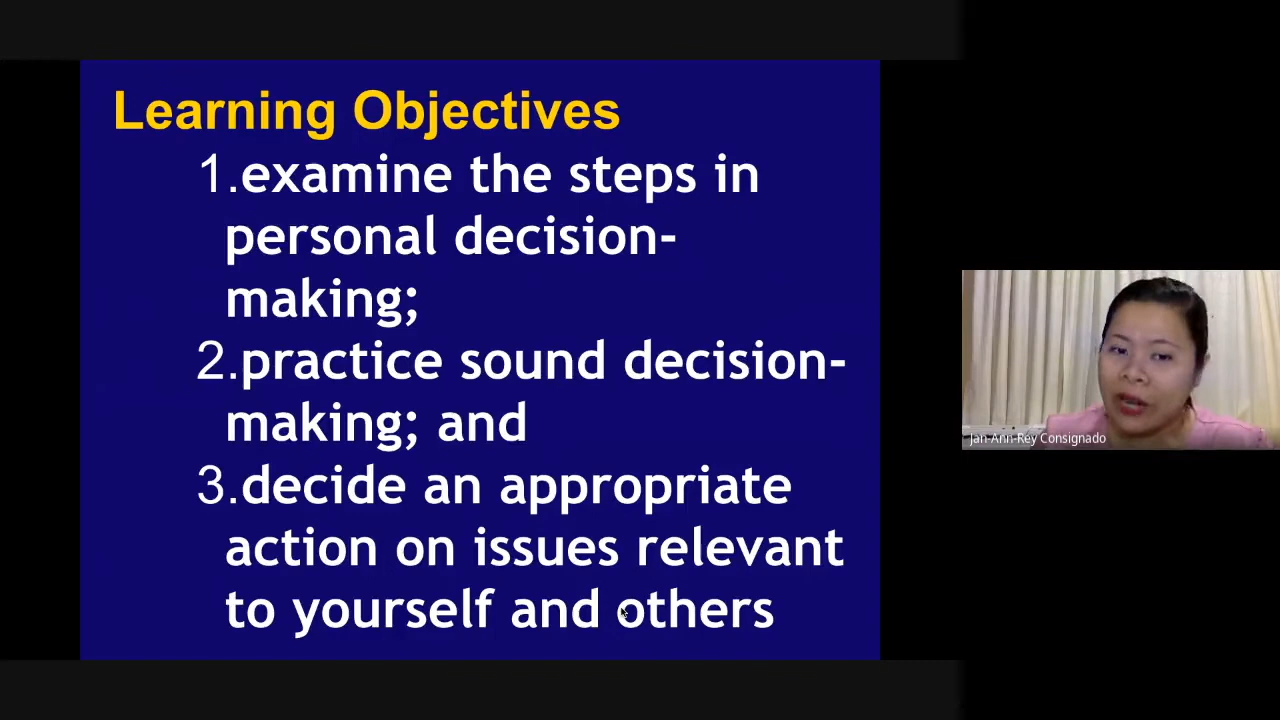 Learning Objectives
1.examine the steps in
personal decision-
making;
2.practice sound decision-
making; and
3.decide an appropriate
action on issues relevant
to yourself and others
Jan-Ann-Rey Consignado